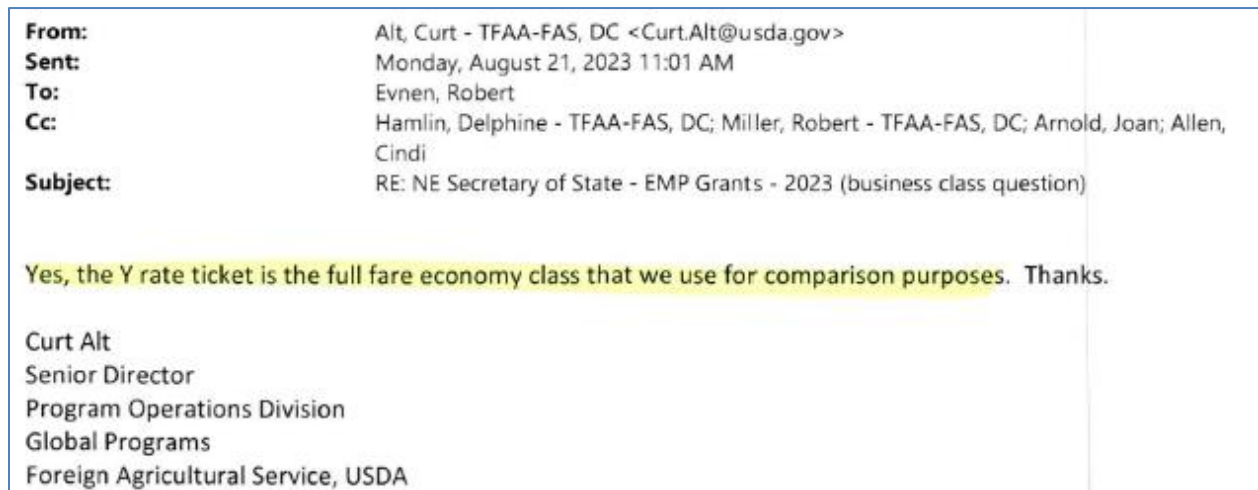 From: Alt, Curt - TFAA-FAS, DC <Curt.Alt@usda.gov>
Sent: Monday, August 21, 2023 11:01 AM
To: Evnen, Robert
Cc: Hamlin, Delphine - TFAA-FAS, DC; Miller, Robert - TFAA-FAS, DC; Arnold, Joan; Allen,
Cindi
Subject: RE: NE Secretary of State - EMP Grants - 2023 (business class question)
Yes, the Y rate ticket is the full fare economy class that we use for comparison purposes. Thanks.
Curt Alt
Senior Director
Program Operations Division
Global Programs
Foreign Agricultural Service, USDA